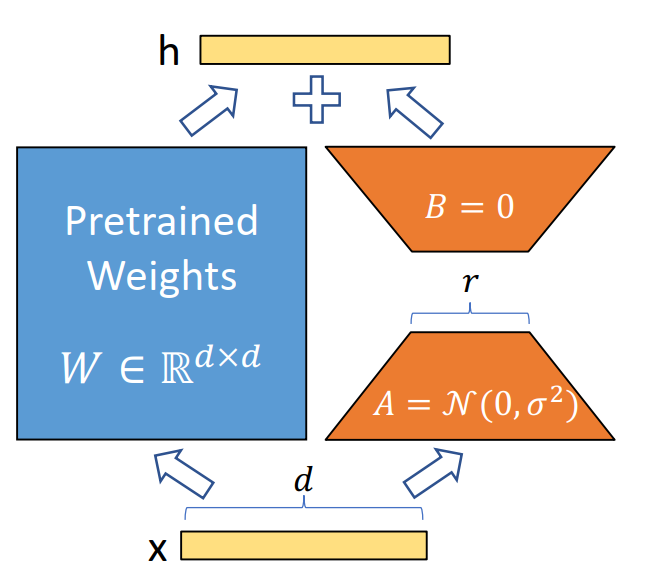 h
Pretrained
Weights
W ∈ ℝ^{d×d}
B = 0
r
A = 𝒩(0, σ²)
d
x